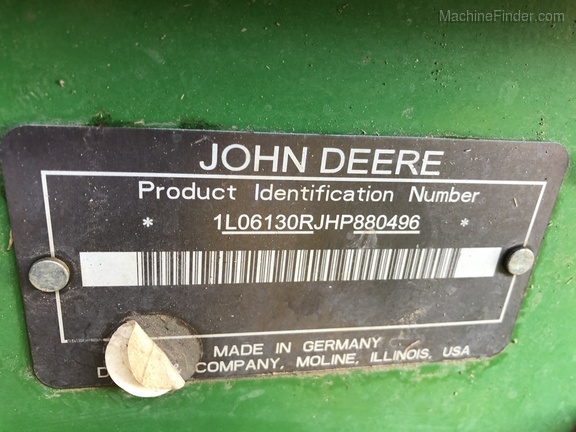 MachineFinder.com
JOHN DEERE
Product Identification Number
* 1L06130RJHP880496 *
MADE IN GERMANY
COMPANY, MOLINE, ILLINOIS, USA